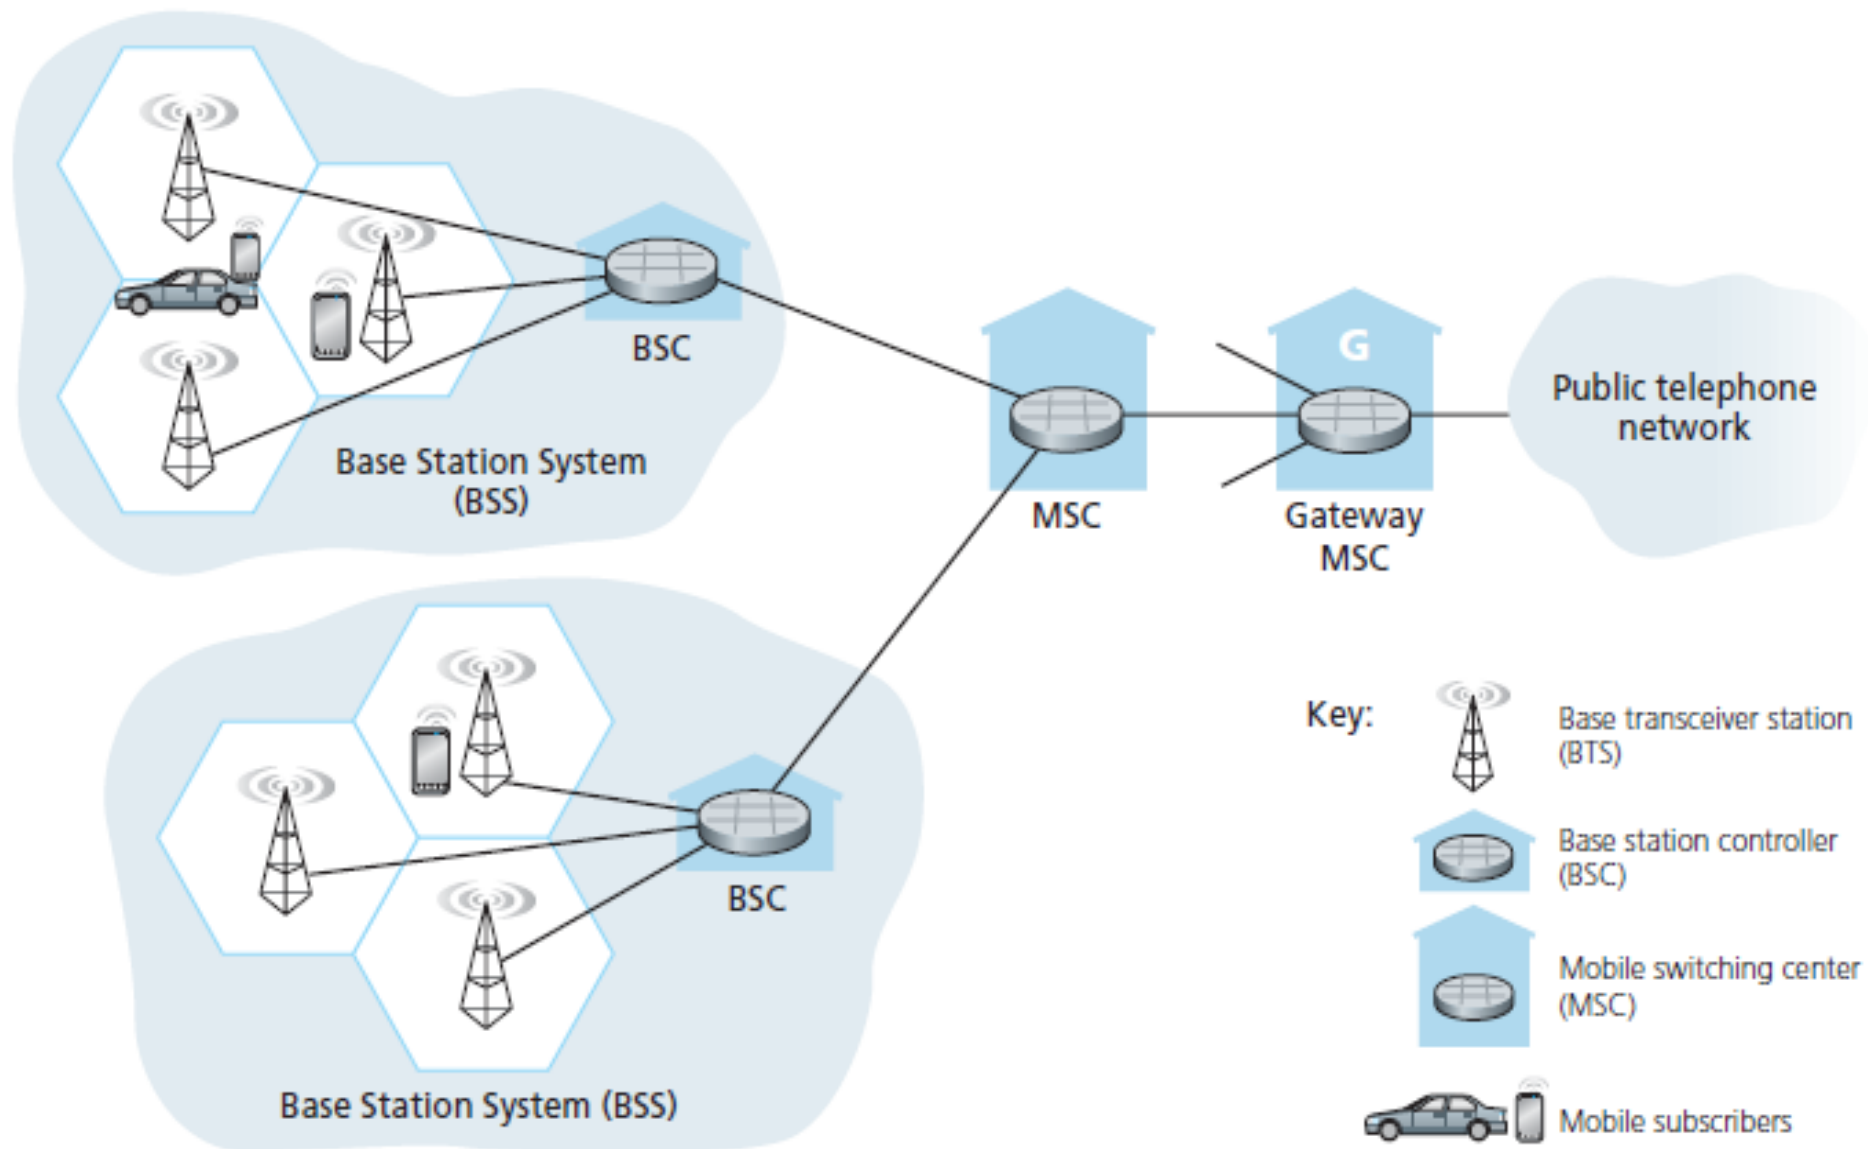 BSC
Base Station System
(BSS)
G
MSC
Gateway
MSC
Public telephone
network
BSC
Base Station System (BSS)
Key:
Base transceiver station
(BTS)
Base station controller
(BSC)
Mobile switching center
(MSC)
Mobile subscribers